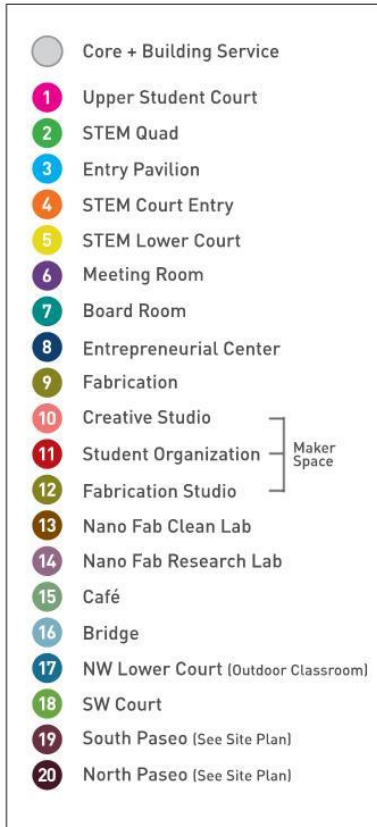 Core + Building Service
1 Upper Student Court
2 STEM Quad
3 Entry Pavilion
4 STEM Court Entry
5 STEM Lower Court
6 Meeting Room
7 Board Room
8 Entrepreneurial Center
9 Fabrication
10 Creative Studio
11 Student Organization
Maker
Space
12 Fabrication Studio
13 Nano Fab Clean Lab
14 Nano Fab Research Lab
15 Café
16 Bridge
17 NW Lower Court (Outdoor Classroom)
18 SW Court
19 South Paseo (See Site Plan)
20 North Paseo (See Site Plan)